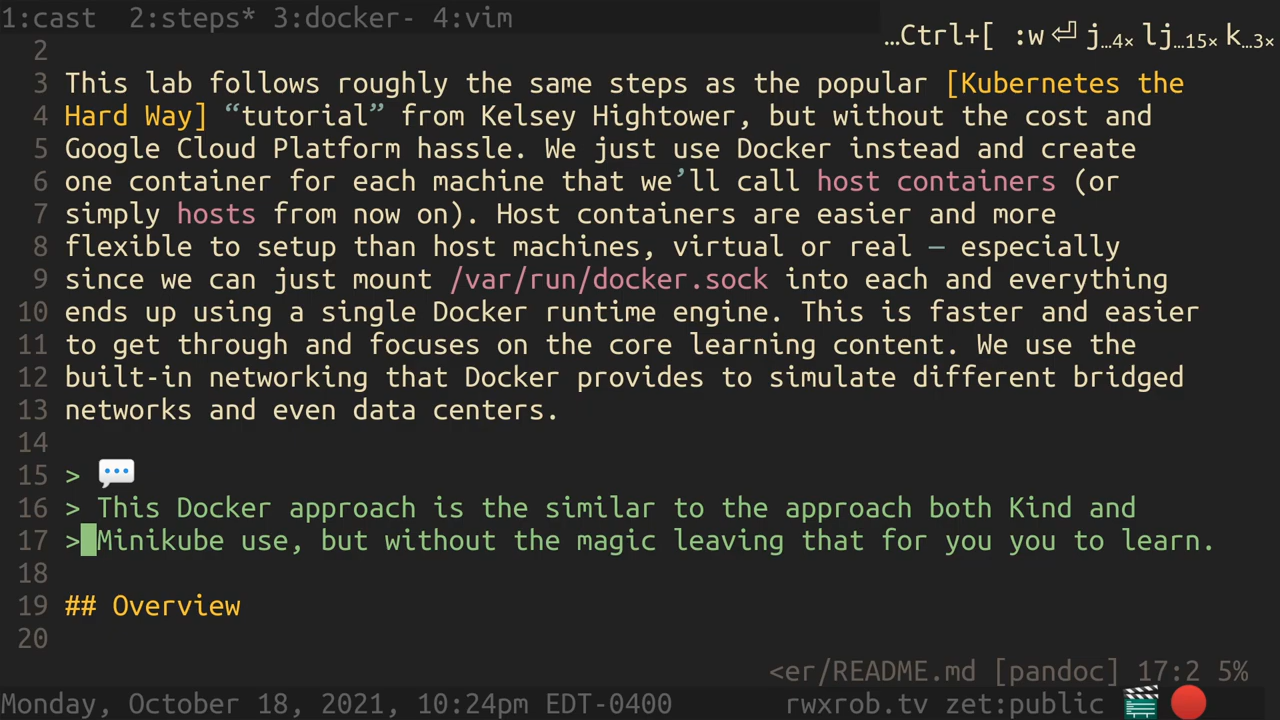 1:cast  2:steps* 3:docker- 4:vim
…Ctrl+[ :w⏎ j…4× lj…15× k…3×
2
3 This lab follows roughly the same steps as the popular [Kubernetes the
4 Hard Way] “tutorial” from Kelsey Hightower, but without the cost and
5 Google Cloud Platform hassle. We just use Docker instead and create
6 one container for each machine that we’ll call host containers (or
7 simply hosts from now on). Host containers are easier and more
8 flexible to setup than host machines, virtual or real — especially
9 since we can just mount /var/run/docker.sock into each and everything
10 ends up using a single Docker runtime engine. This is faster and easier
11 to get through and focuses on the core learning content. We use the
12 built-in networking that Docker provides to simulate different bridged
13 networks and even data centers.
14
15 > 💬
16 > This Docker approach is the similar to the approach both Kind and
17 > Minikube use, but without the magic leaving that for you you to learn.
18
19 ## Overview
20
<er/README.md [pandoc] 17:2 5%
Monday, October 18, 2021, 10:24pm EDT-0400 rwxrob.tv zet:public 🎬 🔴